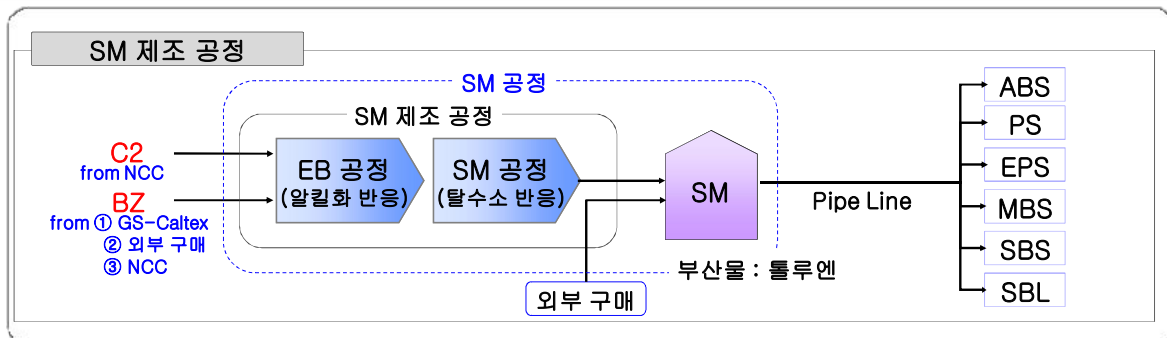 SM 제조 공정
SM 공정
SM 제조 공정
C2
from NCC
BZ
from ① GS-Caltex
② 외부 구매
③ NCC
EB 공정
(알킬화 반응)
SM 공정
(탈수소 반응)
SM
외부 구매
부산물 : 톨루엔
Pipe Line
ABS
PS
EPS
MBS
SBS
SBL